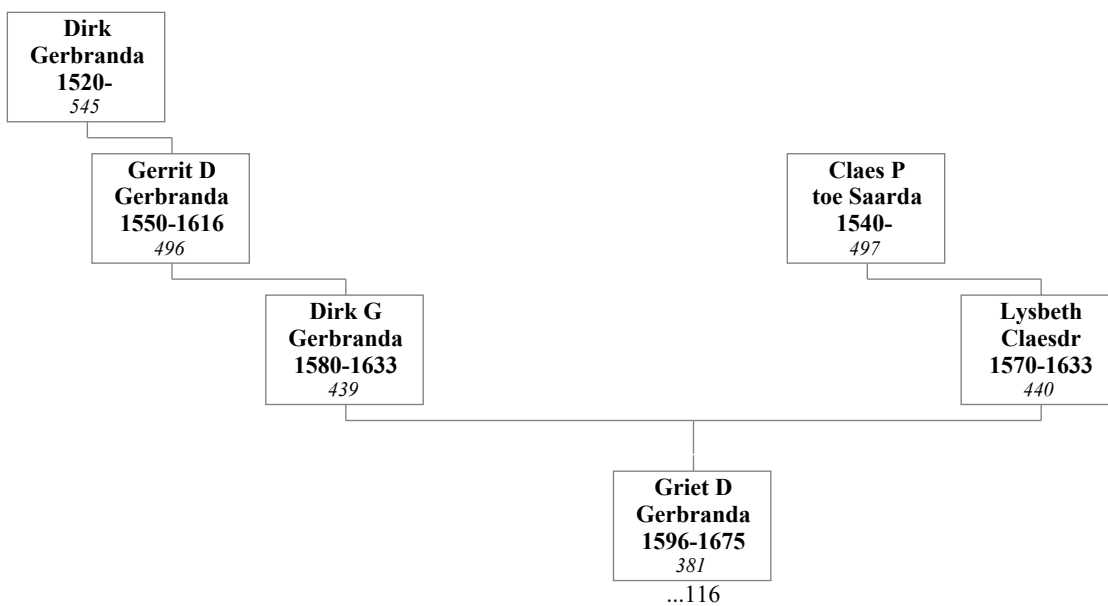 Dirk
Gerbranda
1520-
545
Gerrit D
Gerbranda
1550-1616
496
Claes P
toe Saarda
1540-
497
Dirk G
Gerbranda
1580-1633
439
Lysbeth
Claesdr
1570-1633
440
Griet D
Gerbranda
1596-1675
381
...116